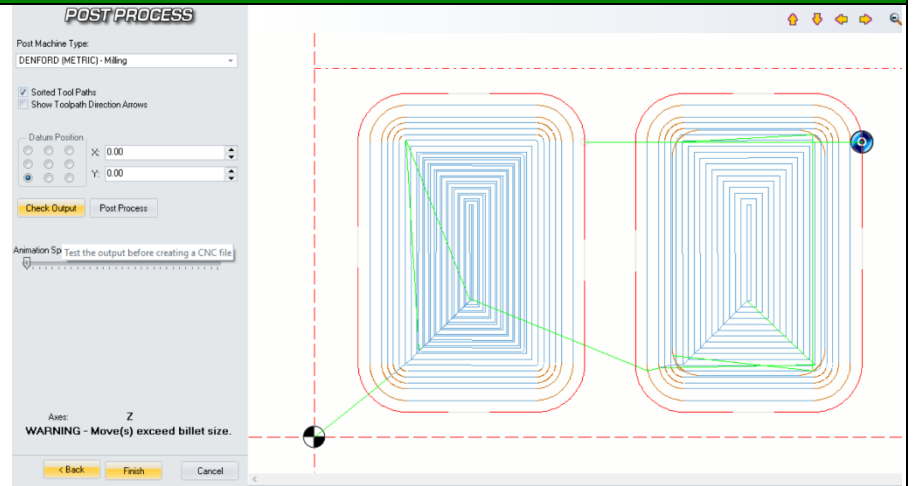 POST PROCESS
Post Machine Type:
DENFORD (METRIC) - Milling
Sorted Tool Paths
Show Toolpath Direction Arrows
Datum Position
X: 0.00
Y: 0.00
Check Output
Post Process
Animation Sp
Test the output before creating a CNC file
Axes: Z
WARNING - Move(s) exceed billet size.
< Back
Finish
Cancel